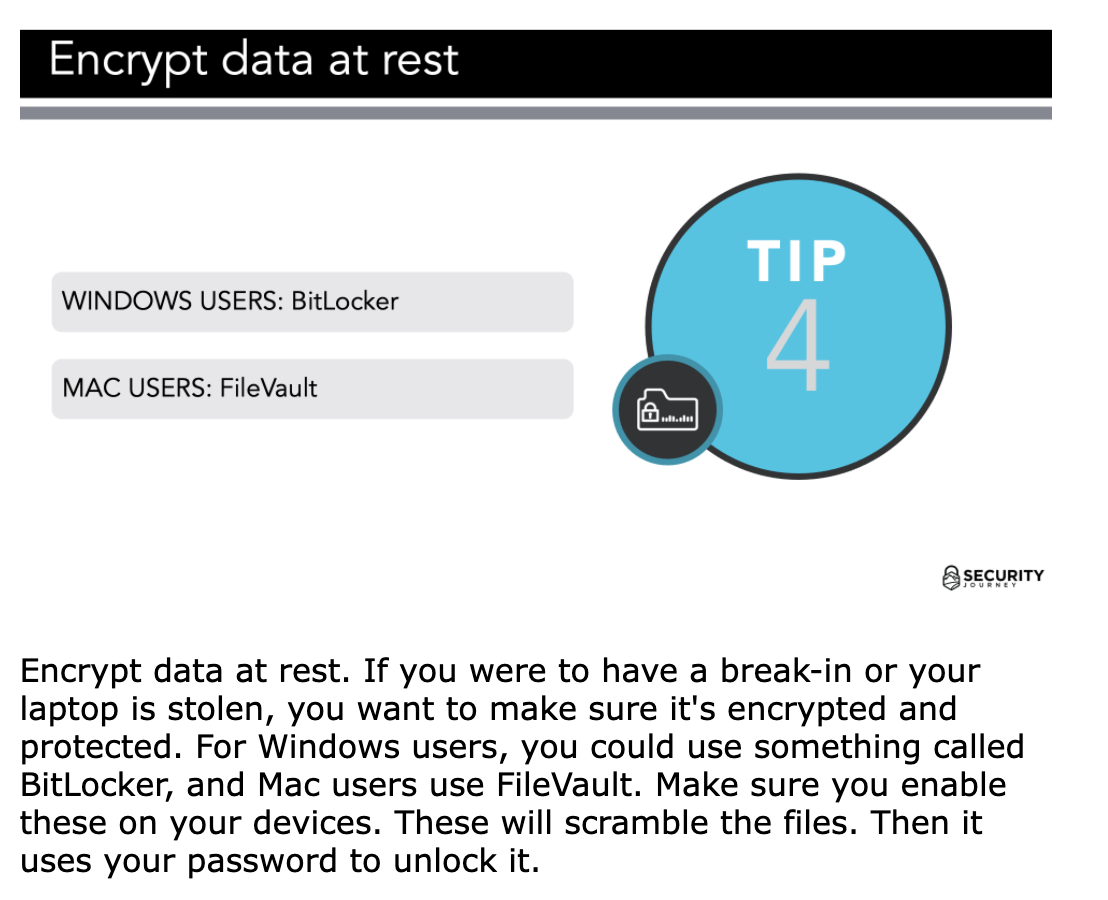 Encrypt data at rest
WINDOWS USERS: BitLocker
MAC USERS: FileVault
TIP
4
SECURITY
JOURNEY
Encrypt data at rest. If you were to have a break-in or your
laptop is stolen, you want to make sure it's encrypted and
protected. For Windows users, you could use something called
BitLocker, and Mac users use FileVault. Make sure you enable
these on your devices. These will scramble the files. Then it
uses your password to unlock it.